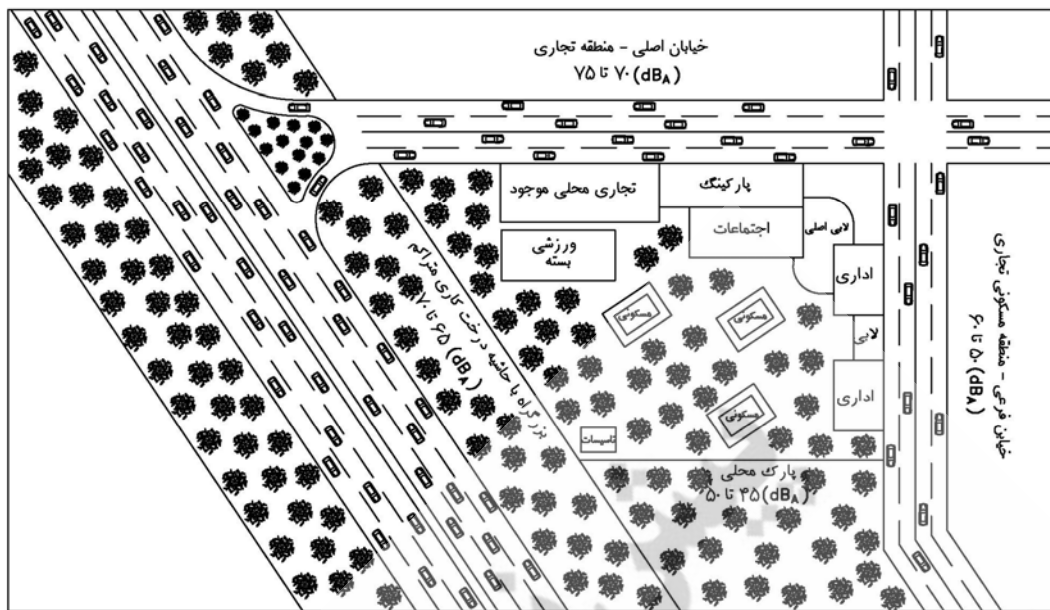 خیابان اصلی - منطقه تجاری
۷۰ تا ۷۵ (dBA)
تجاری محلی موجود
پارکینگ
اجتماعات
لابی اصلی
ورزشی
بسته
اداری
لابی
اداری
مسکونی
مسکونی
مسکونی
تاسیسات
پارک محلی
۴۵ تا ۵۰ (dBA)
بزرگراه با حاشیه درخت کاری متراکم
۶۵ تا ۷۰ (dBA)
خیابن فرعی - منطقه مسکونی تجاری
۵۰ تا ۶۰ (dBA)